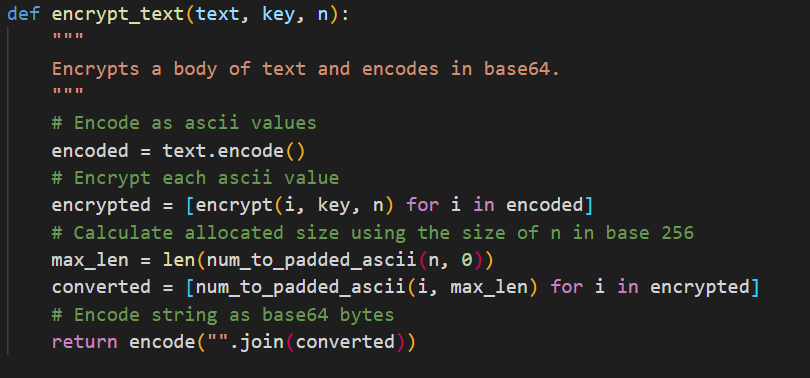 def encrypt_text(text, key, n):
    """
    Encrypts a body of text and encodes in base64.
    """
    # Encode as ascii values
    encoded = text.encode()
    # Encrypt each ascii value
    encrypted = [encrypt(i, key, n) for i in encoded]
    # Calculate allocated size using the size of n in base 256
    max_len = len(num_to_padded_ascii(n, 0))
    converted = [num_to_padded_ascii(i, max_len) for i in encrypted]
    # Encode string as base64 bytes
    return encode("".join(converted))